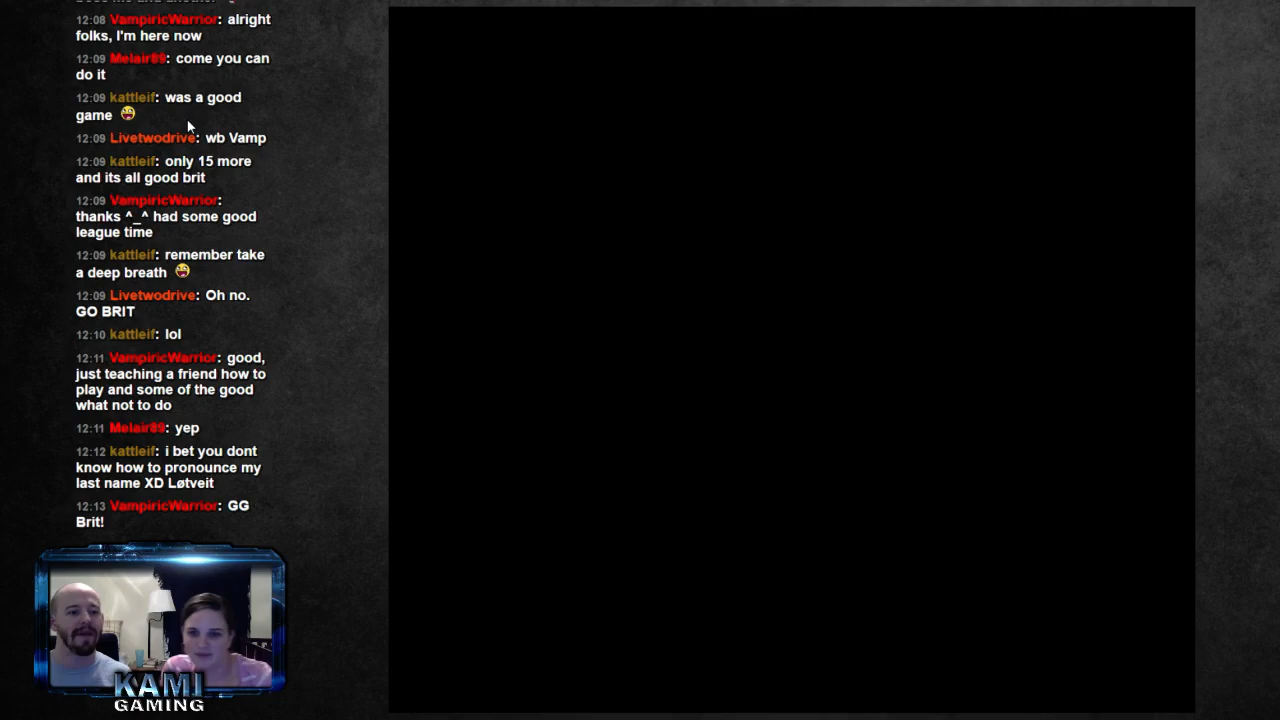 12:08 VampiricWarrior: alright
folks, I'm here now
12:09 Melair89: come you can
do it
12:09 kattleif: was a good
game
12:09 Livetwodrive: wb Vamp
12:09 kattleif: only 15 more
and its all good brit
12:09 VampiricWarrior:
thanks ^_^ had some good
league time
12:09 kattleif: remember take
a deep breath
12:09 Livetwodrive: Oh no.
GO BRIT
12:10 kattleif: lol
12:11 VampiricWarrior: good,
just teaching a friend how to
play and some of the good
what not to do
12:11 Melair89: yep
12:12 kattleif: i bet you dont
know how to pronounce my
last name XD Løtveit
12:13 VampiricWarrior: GG
Brit!
KAMI
GAMING